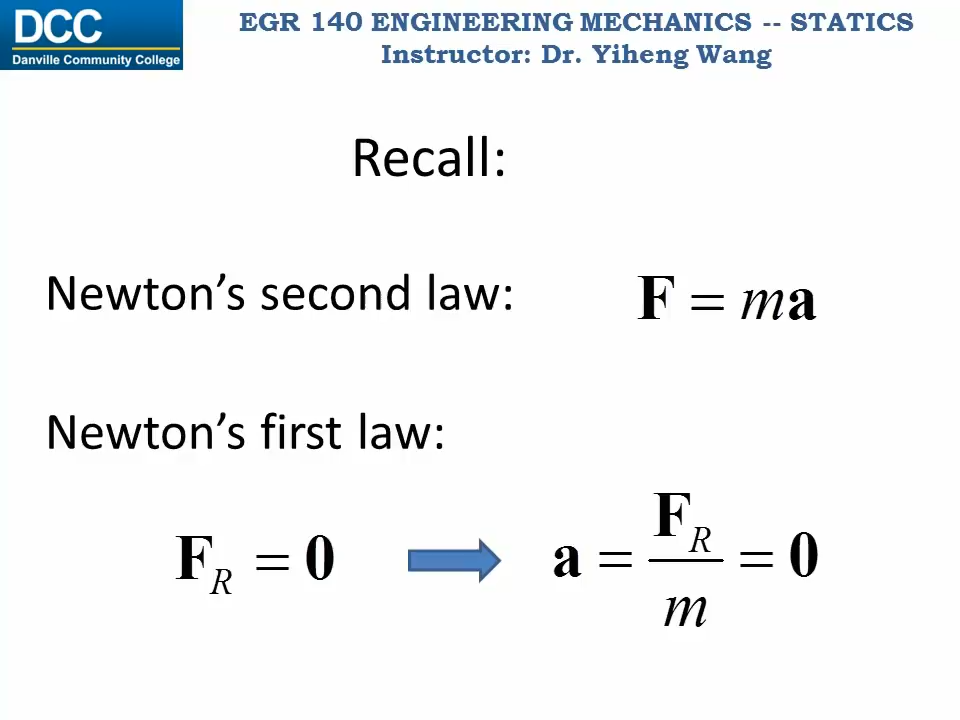 DCC
Danville Community College
EGR 140 ENGINEERING MECHANICS -- STATICS
Instructor: Dr. Yiheng Wang
Recall:
Newton’s second law: F = ma
Newton’s first law:
F_R = 0 a = F_R/m = 0